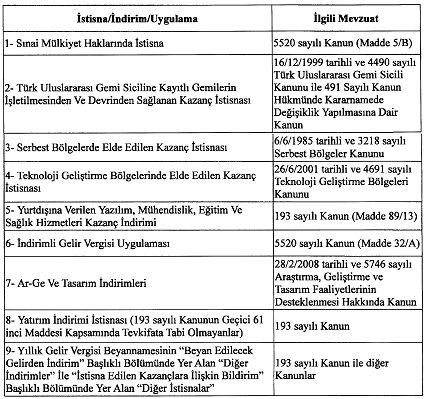 İstisna/İndirim/Uygulama
İlgili Mevzuat
1- Sınai Mülkiyet Haklarında İstisna
5520 sayılı Kanun (Madde 5/B)
2- Türk Uluslararası Gemi Siciline Kayıtlı Gemilerin
İşletilmesinden Ve Devrinden Sağlanan Kazanç İstisnası
16/12/1999 tarihli ve 4490 sayılı
Türk Uluslararası Gemi Sicili
Kanunu ile 491 Sayılı Kanun
Hükmünde Kararnamede
Değişiklik Yapılmasına Dair
Kanun
3- Serbest Bölgelerde Elde Edilen Kazanç İstisnası
6/6/1985 tarihli ve 3218 sayılı
Serbest Bölgeler Kanunu
4- Teknoloji Geliştirme Bölgelerinde Elde Edilen Kazanç
İstisnası
26/6/2001 tarihli ve 4691 sayılı
Teknoloji Geliştirme Bölgeleri
Kanunu
5- Yurtdışına Verilen Yazılım, Mühendislik, Eğitim Ve
Sağlık Hizmetleri Kazanç İndirimi
193 sayılı Kanun (Madde 89/13)
6- İndirimli Gelir Vergisi Uygulaması
5520 sayılı Kanun (Madde 32/A)
7- Ar-Ge Ve Tasarım İndirimleri
28/2/2008 tarihli ve 5746 sayılı
Araştırma, Geliştirme ve
Tasarım Faaliyetlerinin
Desteklenmesi Hakkında Kanun
8- Yatırım İndirimi İstisnası (193 sayılı Kanunun Geçici 61
inci Maddesi Kapsamında Tevkifata Tabi Olmayanlar)
193 sayılı Kanun
9- Yıllık Gelir Vergisi Beyannamesinin “Beyan Edilecek
Gelirden İndirim” Başlıklı Bölümünde Yer Alan “Diğer
İndirimler” İle “İstisna Edilen Kazançlara İlişkin Bildirim”
Başlıklı Bölümünde Yer Alan “Diğer İstisnalar”
193 sayılı Kanun ile diğer
Kanunlar